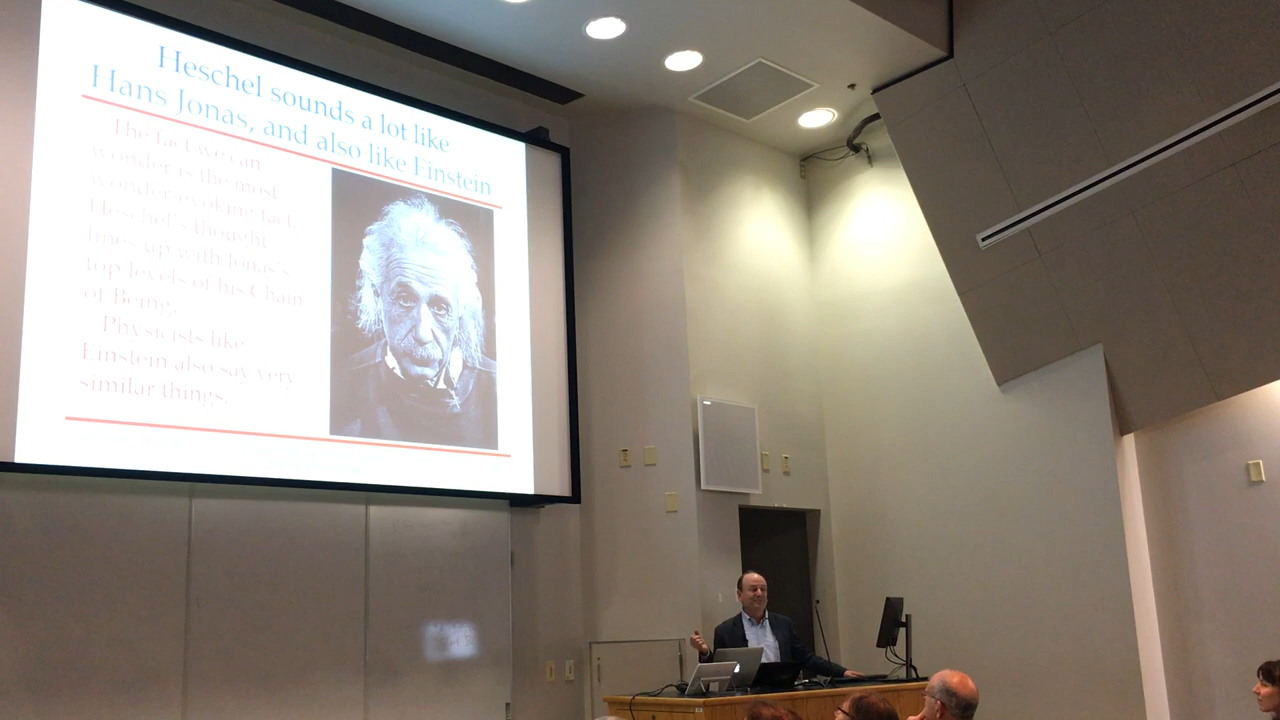 Heschel sounds a lot like
Hans Jonas, and also like Einstein
The fact we can
wonder is the most
wonder-evoking fact.
Heschel's thought
lines up with Jonas's
top levels of his Chain
of Being.
Physicists like
Einstein also say very
similar things.